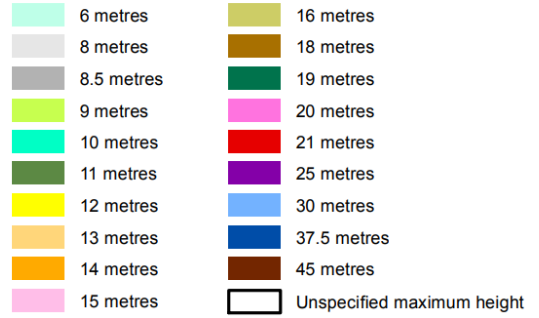 6 metres
8 metres
8.5 metres
9 metres
10 metres
11 metres
12 metres
13 metres
14 metres
15 metres
16 metres
18 metres
19 metres
20 metres
21 metres
25 metres
30 metres
37.5 metres
45 metres
Unspecified maximum height